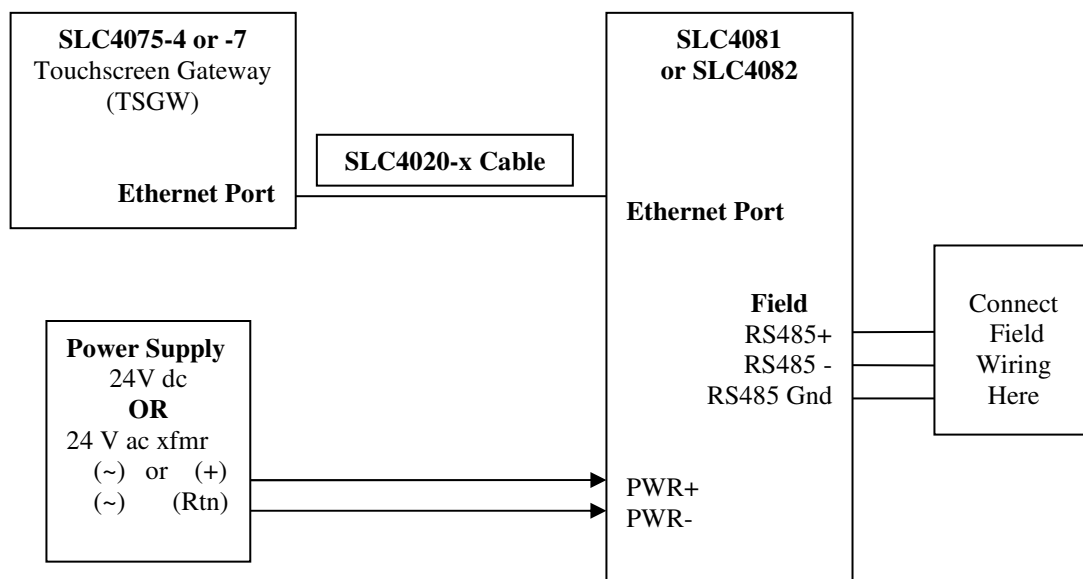 SLC4075-4 or -7
Touchscreen Gateway
(TSGW)
Ethernet Port
SLC4020-x Cable
SLC4081
or SLC4082
Ethernet Port
Field
RS485+
RS485 -
RS485 Gnd
PWR+
PWR-
Connect
Field
Wiring
Here
Power Supply
24V dc
OR
24 V ac xfmr
(~) or (+)
(~) (Rtn)